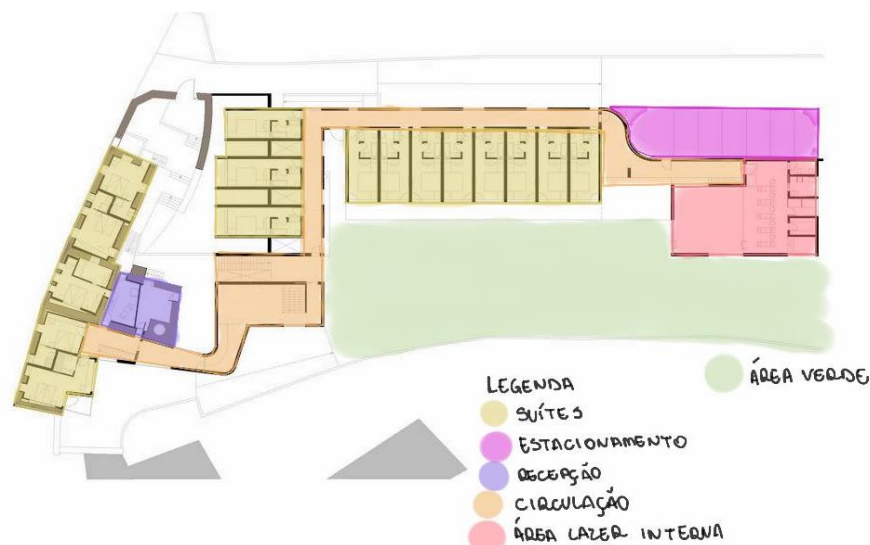 LEGENDA
SUÍTES
ESTACIONAMENTO
RECEPÇÃO
CIRCULAÇÃO
ÁREA LAZER INTERNA
ÁREA VERDE